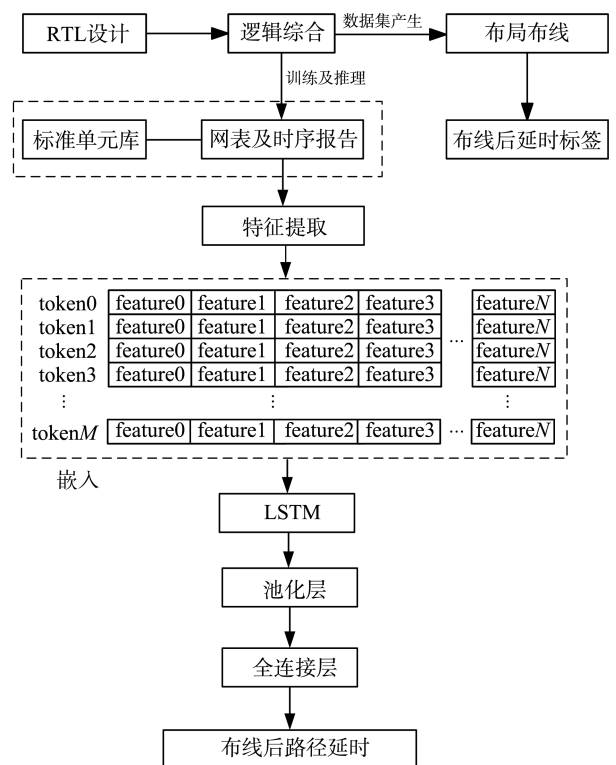 RTL设计 逻辑综合 数据集产生 布局布线
训练及推理
标准单元库 网表及时序报告 布线后延时标签
特征提取
token0 feature0 feature1 feature2 feature3 featureN
token1 feature0 feature1 feature2 feature3 featureN
token2 feature0 feature1 feature2 feature3 ... featureN
token3 feature0 feature1 feature2 feature3 featureN
⋮ ⋮ ⋮
tokenM feature0 feature1 feature2 feature3 ... featureN
嵌入
LSTM
池化层
全连接层
布线后路径延时